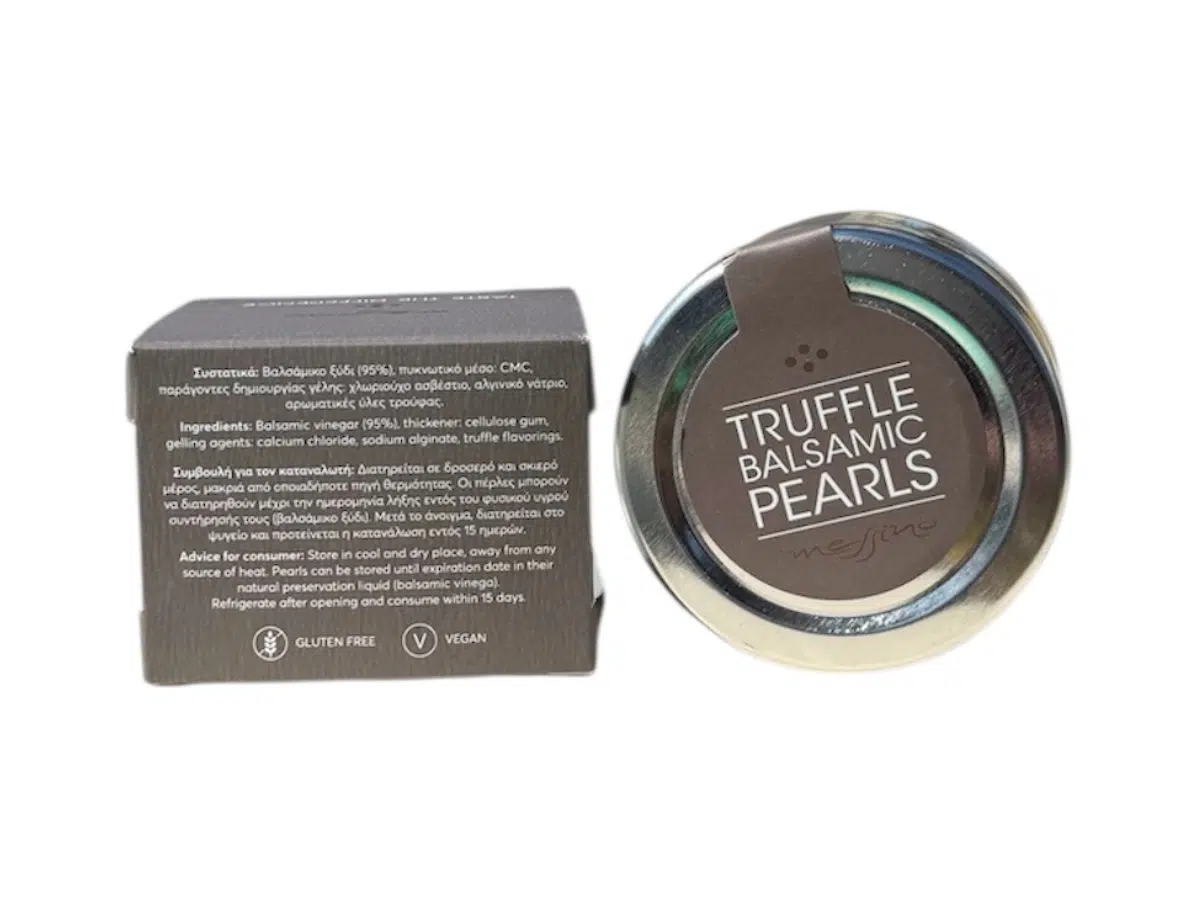 TASTE THE DIFFERENCE
Συστατικά: Βαλσάμικο ξύδι (95%), πυκνωτικό μέσο: CMC,
παράγοντες δημιουργίας γέλης: χλωριούχο ασβέστιο, αλγινικό νάτριο,
αρωματικές ύλες τρούφας.
Ingredients: Balsamic vinegar (95%), thickener: cellulose gum,
gelling agents: calcium chloride, sodium alginate, truffle flavorings.
Συμβουλή για τον καταναλωτή: Διατηρείται σε δροσερό και σκιερό
μέρος, μακριά από οποιαδήποτε πηγή θερμότητας. Οι πέρλες μπορούν
να διατηρηθούν μέχρι την ημερομηνία λήξης εντός του φυσικού υγρού
συντήρησής τους (βαλσάμικο ξύδι). Μετά το άνοιγμα, διατηρείται στο
ψυγείο και προτείνεται η κατανάλωση εντός 15 ημερών.
Advice for consumer: Store in cool and dry place, away from any
source of heat. Pearls can be stored until expiration date in their
natural preservation liquid (balsamic vinega).
Refrigerate after opening and consume within 15 days.
GLUTEN FREE
V VEGAN
TRUFFLE
BALSAMIC
PEARLS
messino